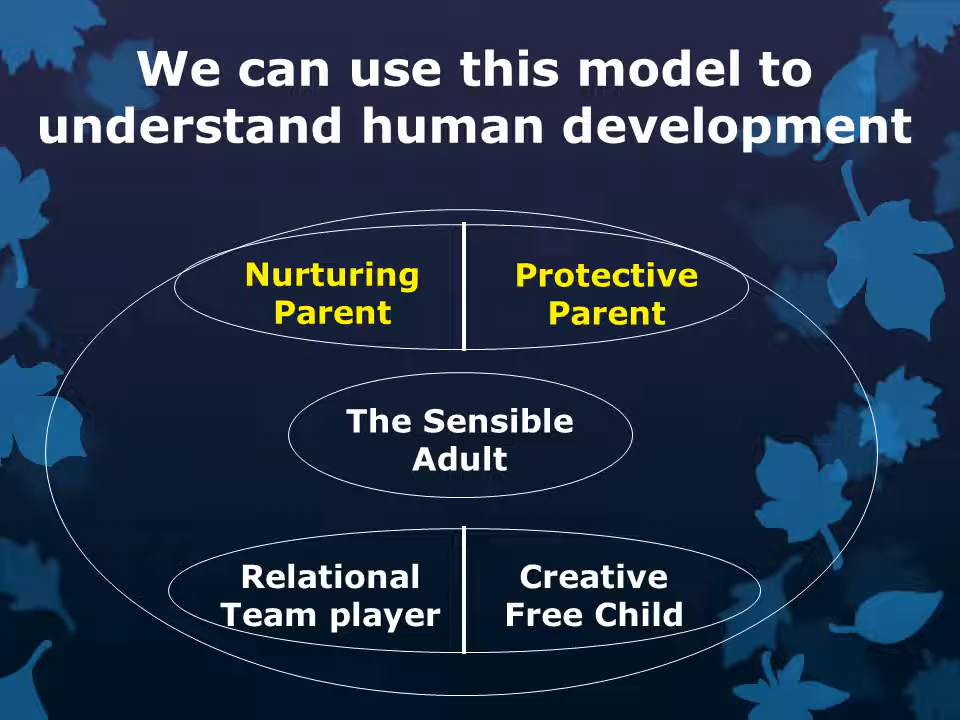 We can use this model to
understand human development
Nurturing
Parent
Protective
Parent
The Sensible
Adult
Relational
Team player
Creative
Free Child